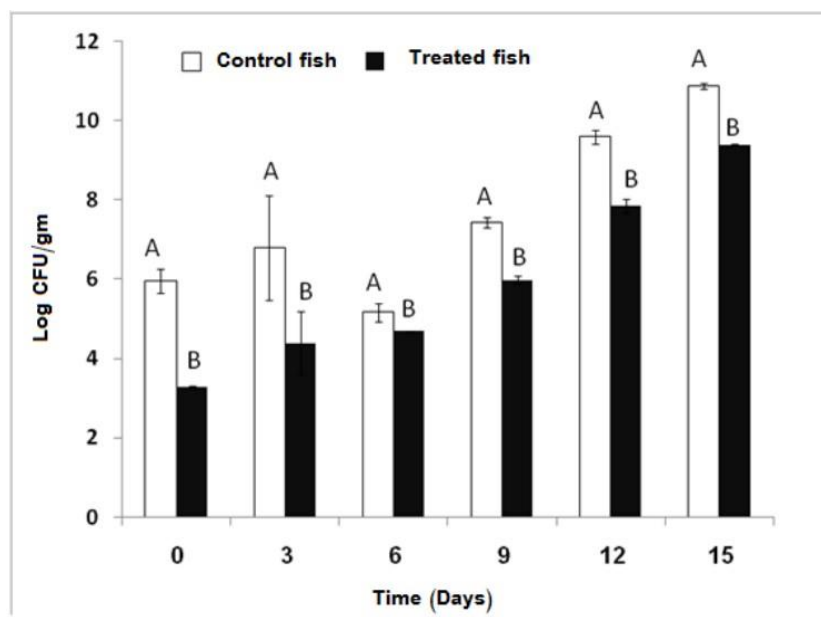 12
10
8
6
4
2
0
Log CFU/gm
Control fish Treated fish
A B
A B
A B
A B
A B
A B
0 3 6 9 12 15
Time (Days)